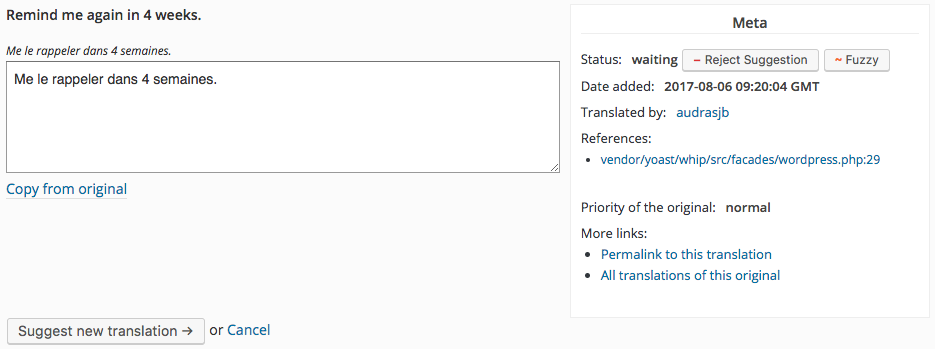 Remind me again in 4 weeks.
Me le rappeler dans 4 semaines.
Me le rappeler dans 4 semaines.
Copy from original
Suggest new translation → or Cancel
Meta
Status: waiting – Reject Suggestion ~ Fuzzy
Date added: 2017-08-06 09:20:04 GMT
Translated by: audrasjb
References:
• vendor/yoast/whip/src/facades/wordpress.php:29
Priority of the original: normal
More links:
• Permalink to this translation
• All translations of this original